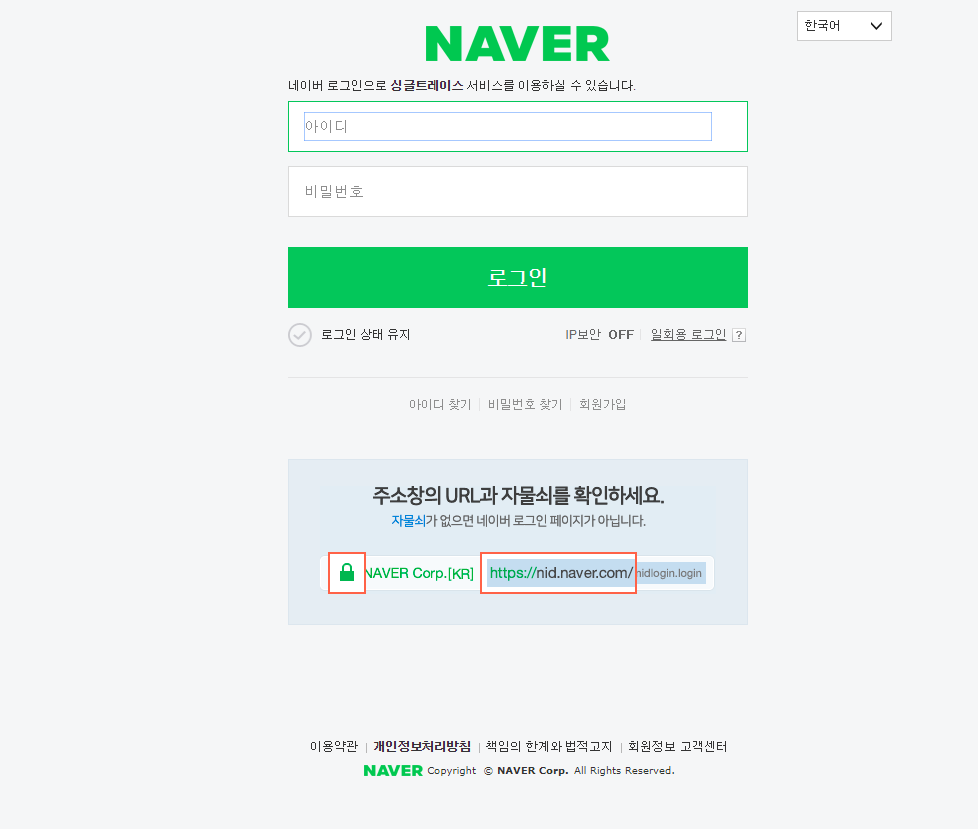 한국어
NAVER
네이버 로그인으로 싱글트레이스 서비스를 이용하실 수 있습니다.
아이디
비밀번호
로그인
로그인 상태 유지
IP보안 OFF
일회용 로그인 ?
아이디 찾기
비밀번호 찾기
회원가입
주소창의 URL과 자물쇠를 확인하세요.
자물쇠가 없으면 네이버 로그인 페이지가 아닙니다.
NAVER Corp.[KR] https://nid.naver.com/nidlogin.login
이용약관 | 개인정보처리방침 | 책임의 한계와 법적고지 | 회원정보 고객센터
NAVER Copyright © NAVER Corp. All Rights Reserved.